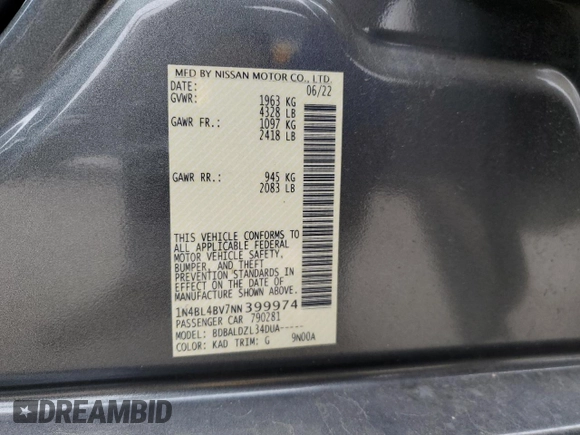 MFD BY NISSAN MOTOR CO., LTD.
DATE: 06/22
GVWR: 1963 KG
4328 LB
GAWR FR.: 1097 KG
2418 LB
GAWR RR.: 945 KG
2083 LB
THIS VEHICLE CONFORMS TO
ALL APPLICABLE FEDERAL
MOTOR VEHICLE SAFETY,
BUMPER, AND THEFT
PREVENTION STANDARDS IN
EFFECT ON THE DATE OF
MANUFACTURE SHOWN ABOVE.
1N4BL4BV7NN399974
PASSENGER CAR 790281
MODEL: BDBALDZL34DUA-----
COLOR: KAD TRIM: G 9N00A
DREAMBID